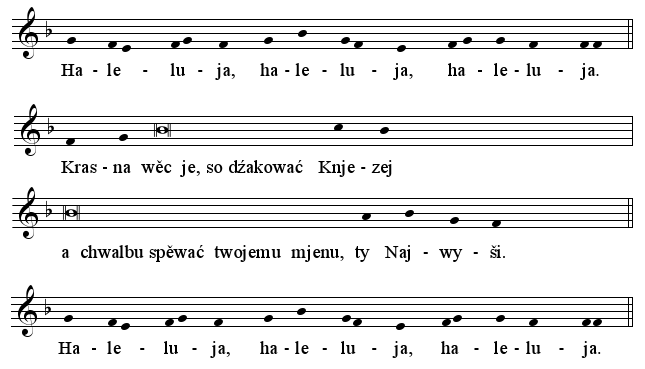 Ha - le - lu - ja, ha - le - lu - ja, ha - le - lu - ja.
Kras - na wěc je, so dźakować Knje - zej
a chwalbu spěwać twojemu mjenu, ty Naj - wy - ši.
Ha - le - lu - ja, ha - le - lu - ja, ha - le - lu - ja.